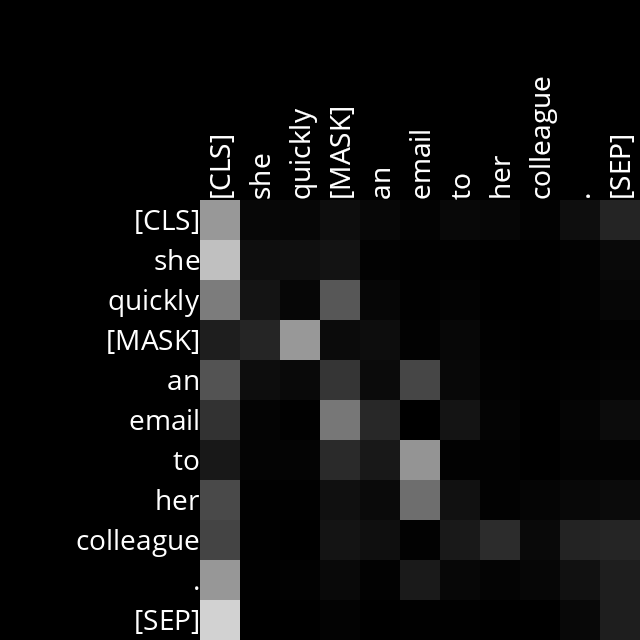 [CLS]
she
quickly
[MASK]
an
email
to
her
colleague
.
[SEP]
[CLS]
she
quickly
[MASK]
an
email
to
her
colleague
.
[SEP]